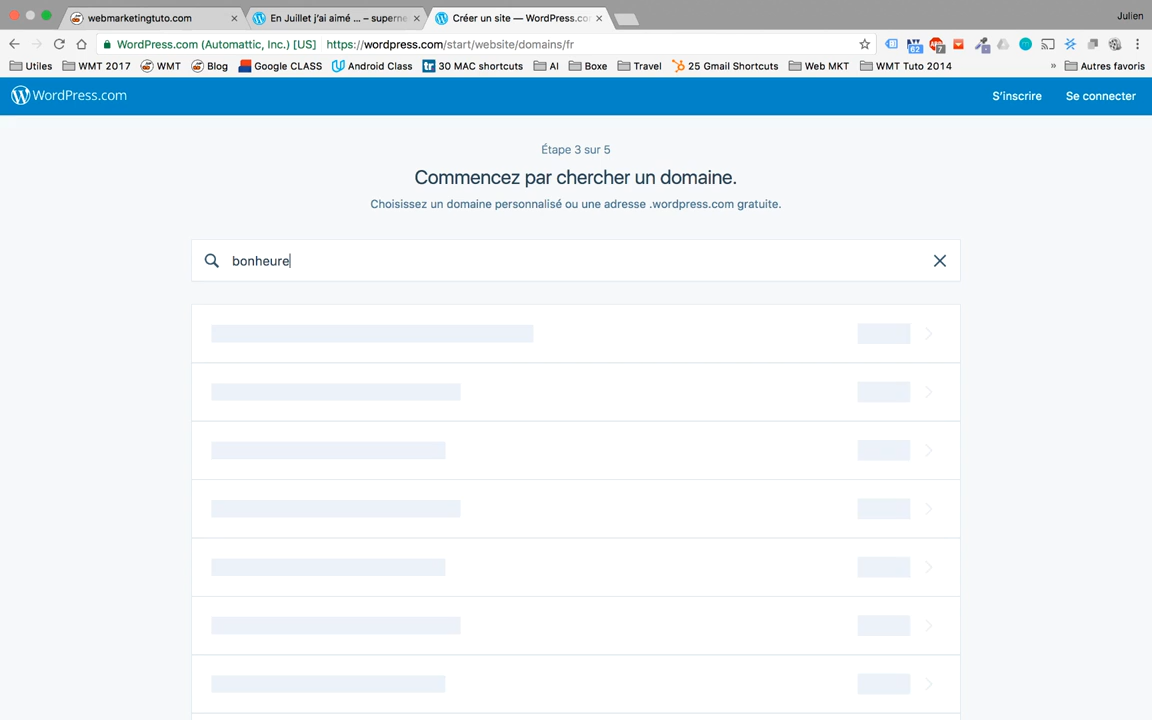 webmarketingtuto.com
En Juillet j'ai aimé ... – superne
Créer un site — WordPress.co
Julien
WordPress.com (Automattic, Inc.) [US] https://wordpress.com/start/website/domains/fr
62
7
Utiles WMT 2017 WMT Blog Google CLASS Android Class tr 30 MAC shortcuts AI Boxe Travel 25 Gmail Shortcuts Web MKT WMT Tuto 2014 » Autres favoris
WordPress.com
S'inscrire Se connecter
Étape 3 sur 5
Commencez par chercher un domaine.
Choisissez un domaine personnalisé ou une adresse .wordpress.com gratuite.
bonheure